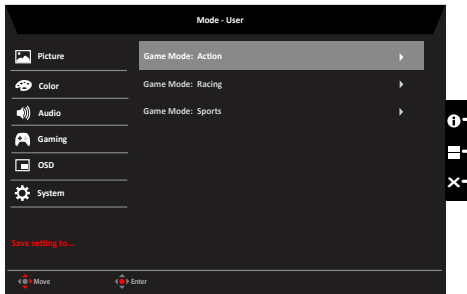 Mode - User
Picture
Color
Audio
Gaming
OSD
System
Save setting to...
Game Mode: Action
Game Mode: Racing
Game Mode: Sports
Move
Enter